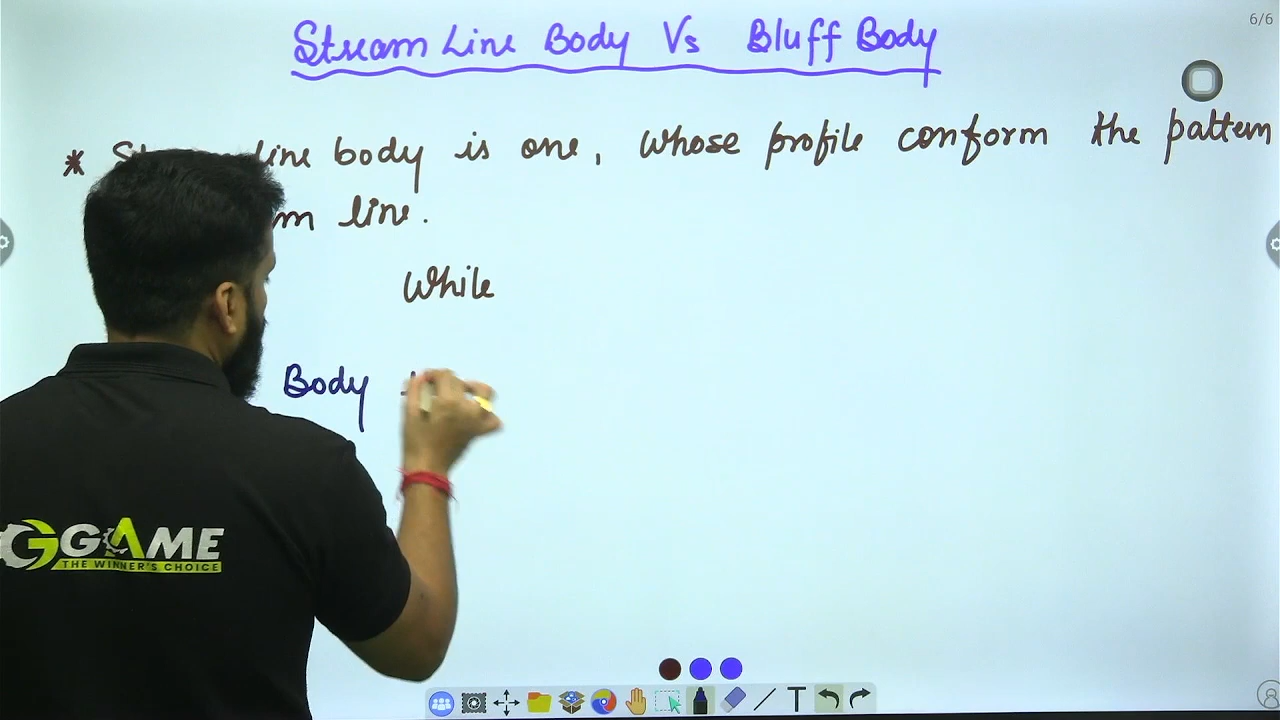 6/6
Stream Line Body Vs Bluff Body
* line body is one, whose profile conform the pattern
line.
While
Body
GAME
THE WINNER'S CHOICE
T